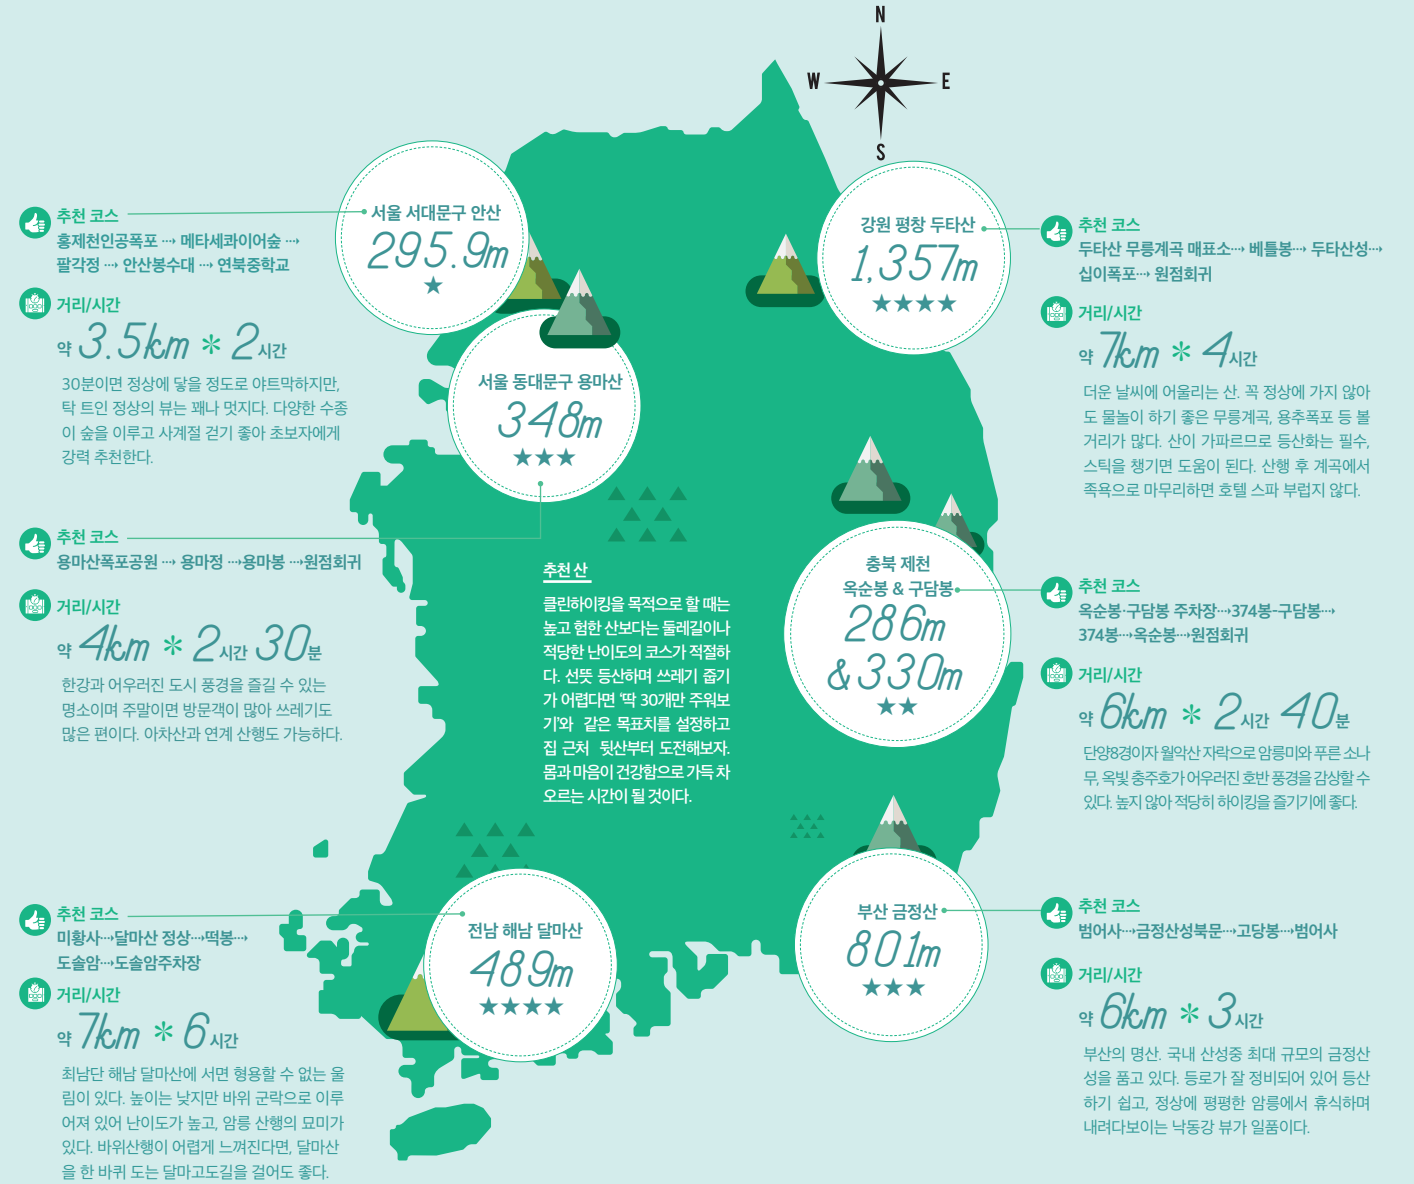 N
W
E
S
서울 서대문구 안산
295.9m
★
추천 코스
홍제천인공폭포 ⇢ 메타세콰이어숲 ⇢
팔각정 ⇢ 안산봉수대 ⇢ 연북중학교
거리/시간
약 3.5km * 2시간
30분이면 정상에 닿을 정도로 야트막하지만,
탁 트인 정상의 뷰는 꽤나 멋지다. 다양한 수종
이 숲을 이루고 사계절 걷기 좋아 초보자에게
강력 추천한다.
서울 동대문구 용마산
348m
★★★
추천 코스
용마산폭포공원 ⇢ 용마정 ⇢용마봉 ⇢원점회귀
거리/시간
약 4km * 2시간 30분
한강과 어우러진 도시 풍경을 즐길 수 있는
명소이며 주말이면 방문객이 많아 쓰레기도
많은 편이다. 아차산과 연계 산행도 가능하다.
전남 해남 달마산
489m
★★★★
추천 코스
미황사⇢달마산 정상⇢떡봉⇢
도솔암⇢도솔암주차장
거리/시간
약 7km * 6시간
최남단 해남 달마산에 서면 형용할 수 없는 울
림이 있다. 높이는 낮지만 바위 군락으로 이루
어져 있어 난이도가 높고, 암릉 산행의 묘미가
있다. 바위산행이 어렵게 느껴진다면, 달마산
을 한 바퀴 도는 달마고도길을 걸어도 좋다.
추천 산
클린하이킹을 목적으로 할 때는
높고 험한 산보다는 둘레길이나
적당한 난이도의 코스가 적절하
다. 선뜻 등산하며 쓰레기 줍기
가 어렵다면 ‘딱 30개만 주워보
기’와 같은 목표치를 설정하고
집 근처 뒷산부터 도전해보자.
몸과 마음이 건강함으로 가득 차
오르는 시간이 될 것이다.
강원 평창 두타산
1,357m
★★★★
추천 코스
두타산 무릉계곡 매표소⇢ 베틀봉⇢ 두타산성⇢
십이폭포⇢ 원점회귀
거리/시간
약 7km * 4시간
더운 날씨에 어울리는 산. 꼭 정상에 가지 않아
도 물놀이 하기 좋은 무릉계곡, 용추폭포 등 볼
거리가 많다. 산이 가파르므로 등산화는 필수,
스틱을 챙기면 도움이 된다. 산행 후 계곡에서
족욕으로 마무리하면 호텔 스파 부럽지 않다.
충북 제천
옥순봉 & 구담봉
286m
&330m
★★
추천 코스
옥순봉·구담봉 주차장⇢374봉-구담봉⇢
374봉⇢옥순봉⇢원점회귀
거리/시간
약 6km * 2시간 40분
단양8경이자 월악산 자락으로 암릉미와 푸른 소나
무, 옥빛 충주호가 어우러진 호반 풍경을 감상할 수
있다. 높지 않아 적당히 하이킹을 즐기기에 좋다.
부산 금정산
801m
★★★
추천 코스
범어사⇢금정산성북문⇢고당봉⇢범어사
거리/시간
약 6km * 3시간
부산의 명산. 국내 산성중 최대 규모의 금정산
성을 품고 있다. 등로가 잘 정비되어 있어 등산
하기 쉽고, 정상에 평평한 암릉에서 휴식하며
내려다보이는 낙동강 뷰가 일품이다.